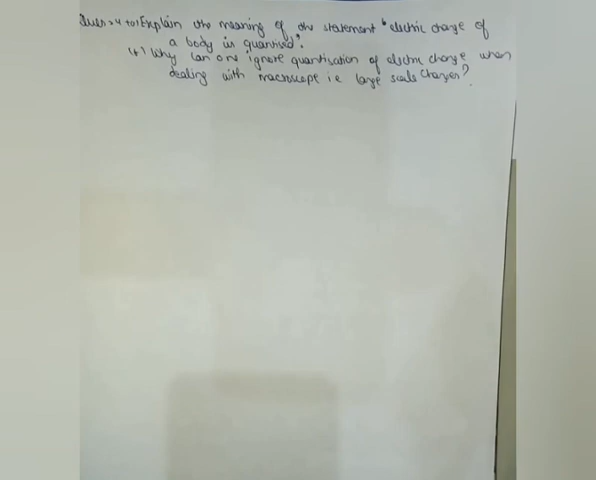 Ques>4 (a) Explain the meaning of the statement "electric charge of
a body is quantised".
(b) Why can one ignore quantisation of electric charge when
dealing with macroscopic i.e large scale charges?